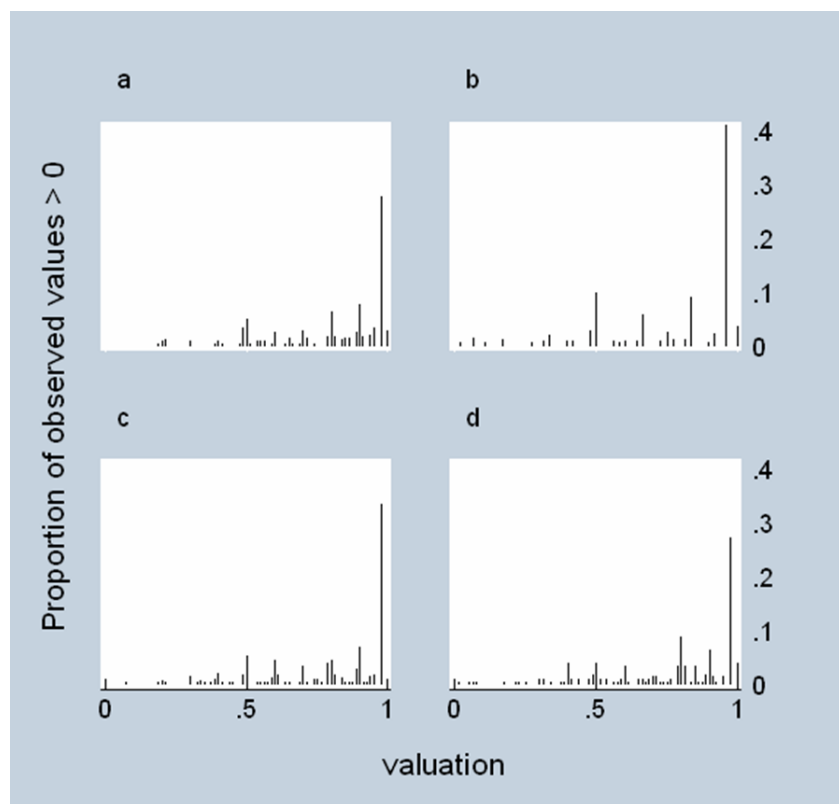 a
b
Proportion of observed values > 0
.4
.3
.2
.1
0
c
d
.4
.3
.2
.1
0
0
.5
1
0
.5
1
valuation